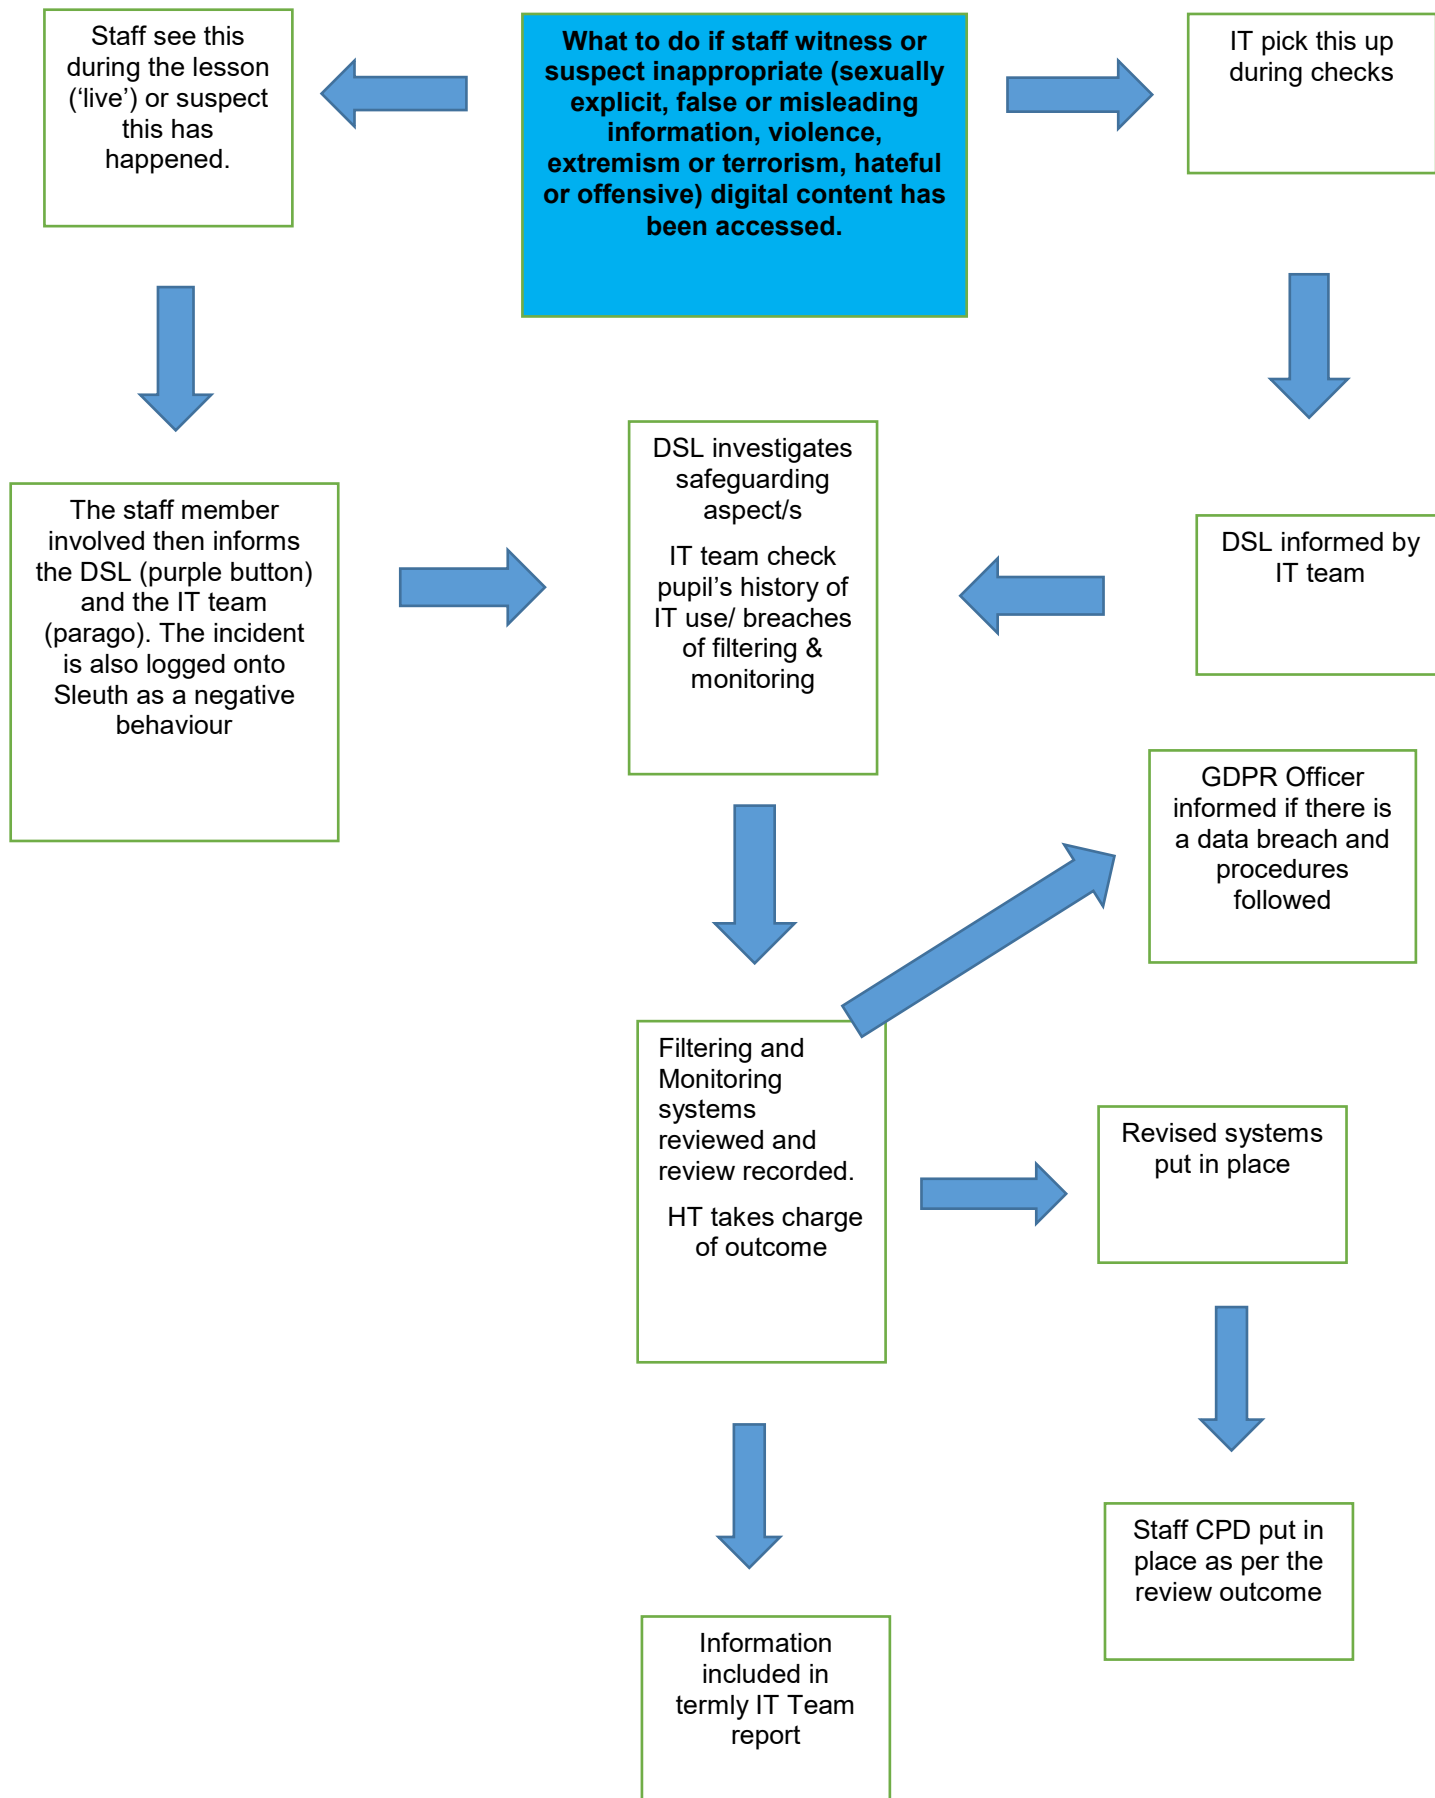 Staff see this
during the lesson
(‘live’) or suspect
this has
happened.
What to do if staff witness or
suspect inappropriate (sexually
explicit, false or misleading
information, violence,
extremism or terrorism, hateful
or offensive) digital content has
been accessed.
IT pick this up
during checks
The staff member
involved then informs
the DSL (purple button)
and the IT team
(parago). The incident
is also logged onto
Sleuth as a negative
behaviour
DSL investigates
safeguarding
aspect/s
IT team check
pupil’s history of
IT use/ breaches
of filtering &
monitoring
DSL informed by
IT team
GDPR Officer
informed if there is
a data breach and
procedures
followed
Filtering and
Monitoring
systems
reviewed and
review recorded.
HT takes charge
of outcome
Revised systems
put in place
Staff CPD put in
place as per the
review outcome
Information
included in
termly IT Team
report